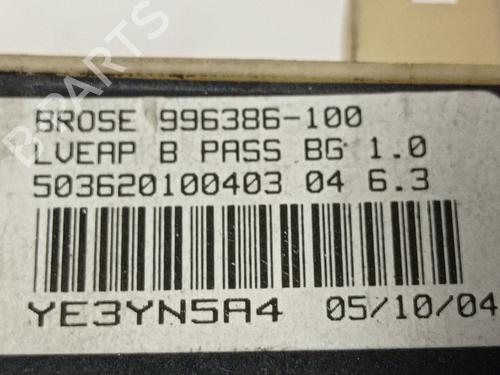 BROSE 996386-100
LVEAP B PASS BG 1.0
503620100403 04 6.3
YE3YN5A4 05/10/04